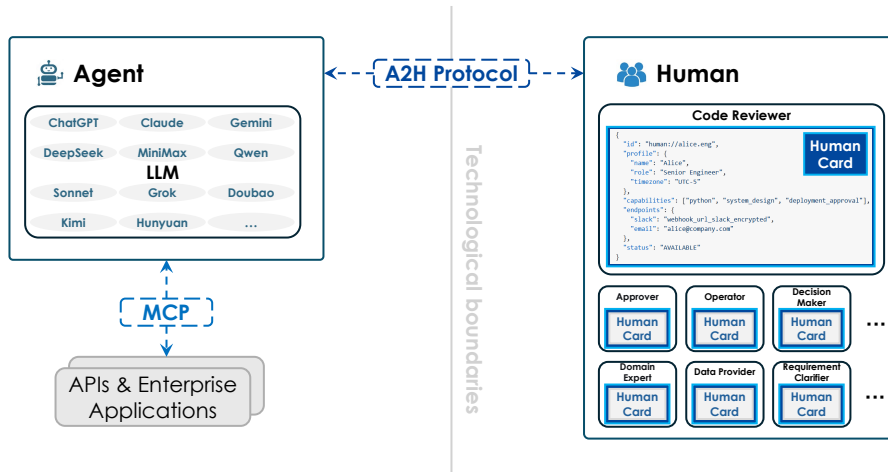 Agent
ChatGPT
Claude
Gemini
DeepSeek
MiniMax
Qwen
LLM
Sonnet
Grok
Doubao
Kimi
Hunyuan
...
MCP
APIs & Enterprise
Applications
A2H Protocol
Technological boundaries
Human
Code Reviewer
Human
Card
{
"id": "human://alice.eng",
"profile": {
"name": "Alice",
"role": "Senior Engineer",
"timezone": "UTC-5"
},
"capabilities": ["python", "system_design", "deployment_approval"],
"endpoints": {
"slack": "webhook_url_slack_encrypted",
"email": "alice@company.com"
},
"status": "AVAILABLE"
}
Approver
Human
Card
Operator
Human
Card
Decision
Maker
Human
Card
...
Domain
Expert
Human
Card
Data Provider
Human
Card
Requirement
Clarifier
Human
Card
...